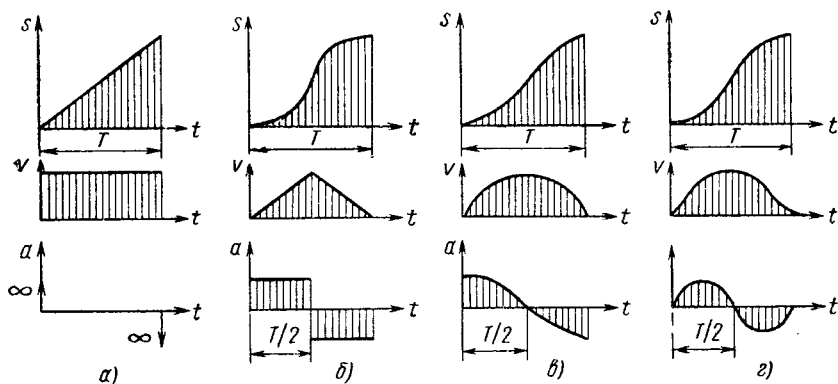 s s s s
t t t t
T T T T
v v v v
t t t t
a a a
∞ t t t t
∞ T/2 T/2 T/2
а) б) в) г)